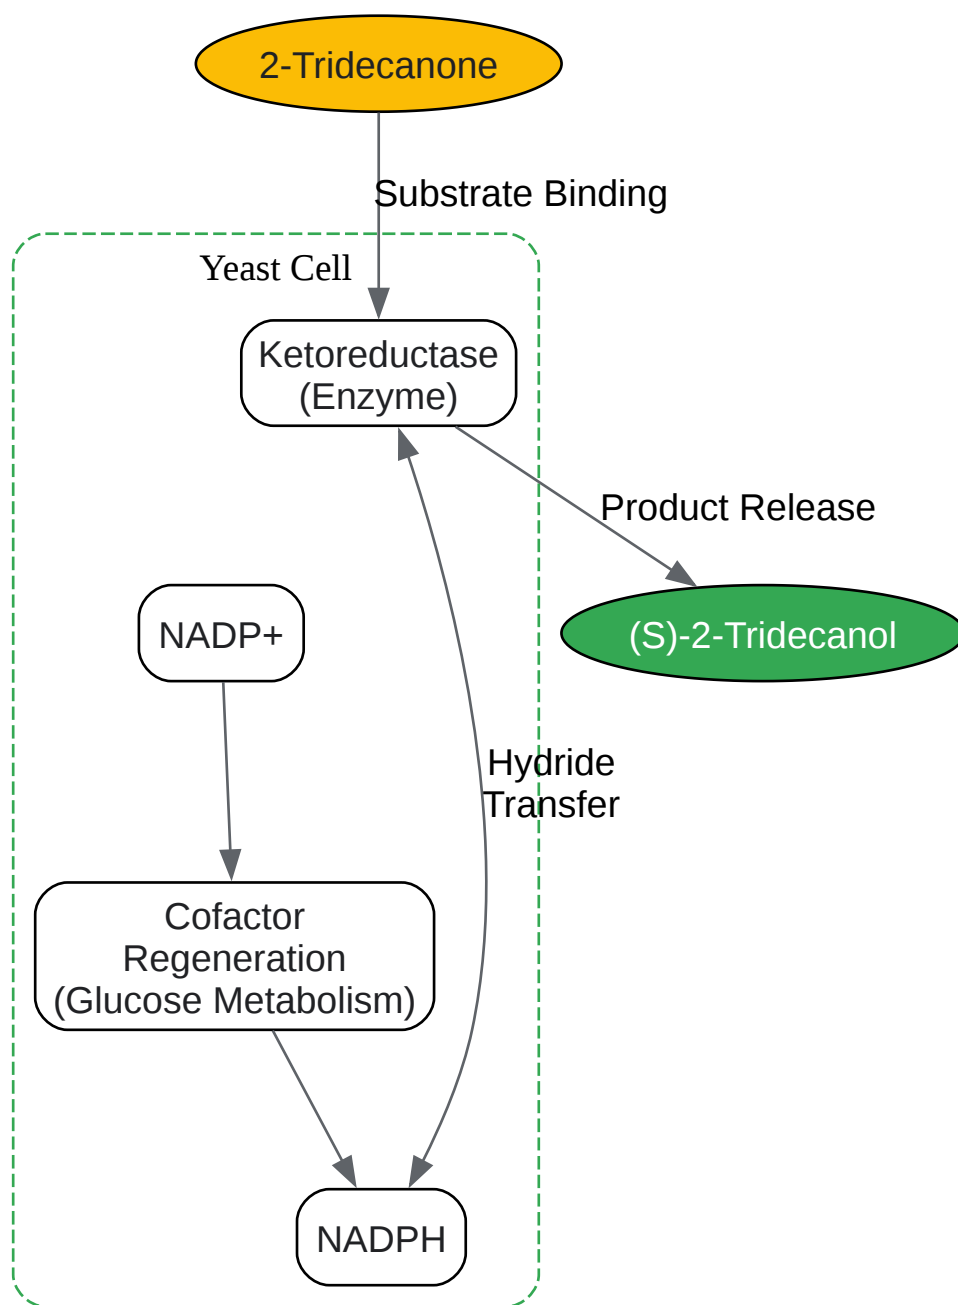 2-Tridecanone
Substrate Binding
Yeast Cell
Ketoreductase
(Enzyme)
Product Release
NADP+
(S)-2-Tridecanol
Hydride
Transfer
Cofactor
Regeneration
(Glucose Metabolism)
NADPH